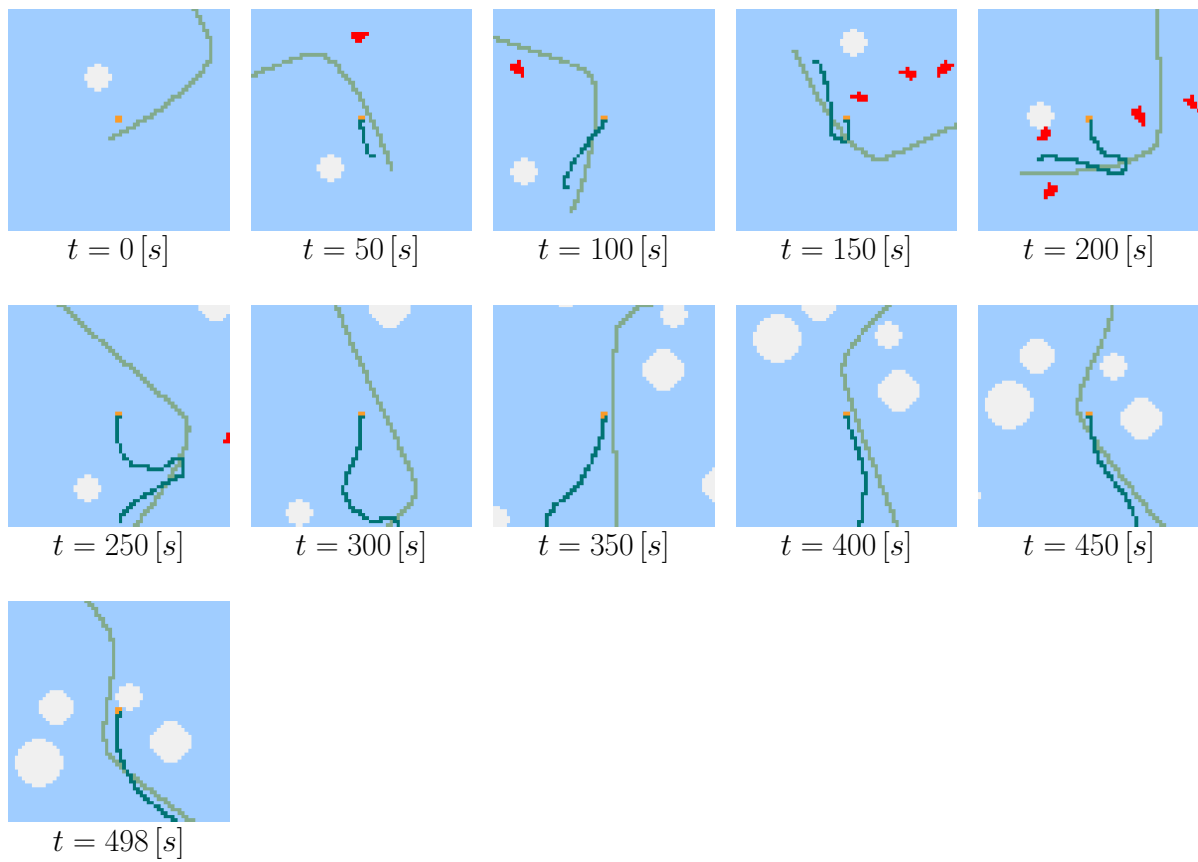 t = 0 [s]
t = 50 [s]
t = 100 [s]
t = 150 [s]
t = 200 [s]
t = 250 [s]
t = 300 [s]
t = 350 [s]
t = 400 [s]
t = 450 [s]
t = 498 [s]